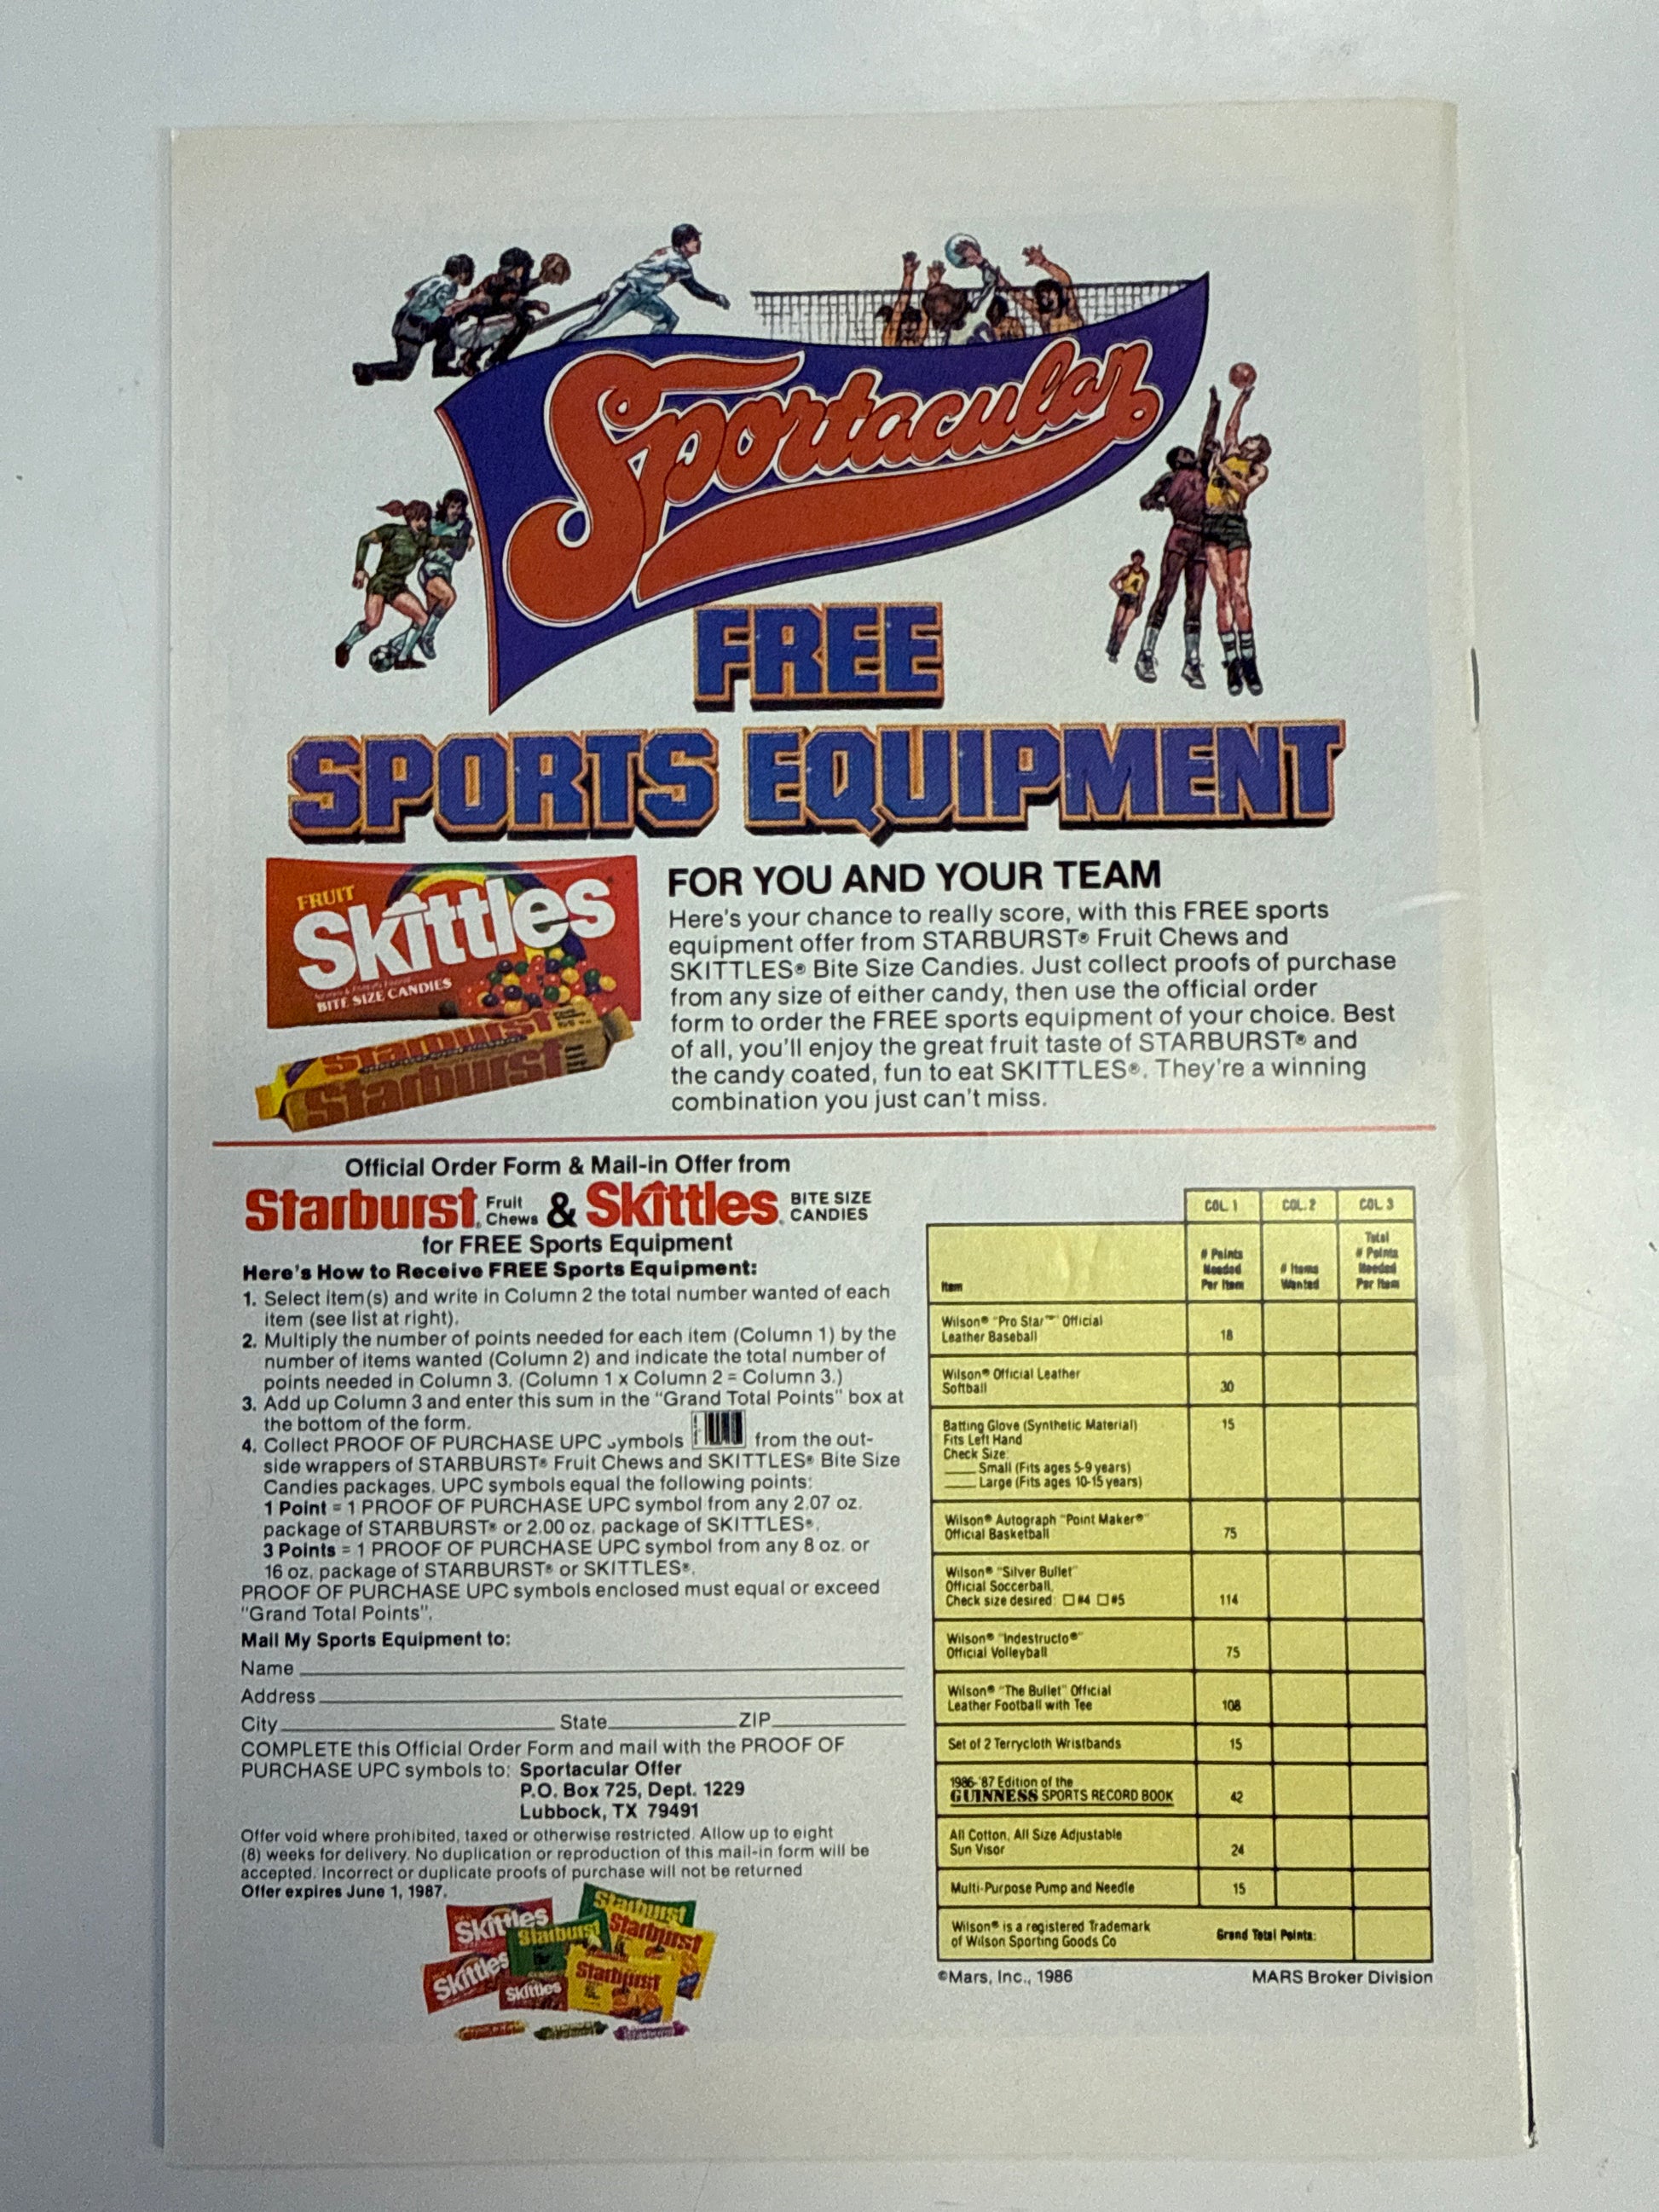 Sportacular
FREE
SPORTS EQUIPMENT
FRUIT
Skittles
BITE SIZE CANDIES
Starburst
Starburst
FOR YOU AND YOUR TEAM
Here's your chance to really score, with this FREE sports
equipment offer from STARBURST® Fruit Chews and
SKITTLES® Bite Size Candies. Just collect proofs of purchase
from any size of either candy, then use the official order
form to order the FREE sports equipment of your choice. Best
of all, you'll enjoy the great fruit taste of STARBURST® and
the candy coated, fun to eat SKITTLES®. They're a winning
combination you just can't miss.
Official Order Form & Mail-in Offer from
Starburst® Fruit Chews & Skittles® BITE SIZE CANDIES
for FREE Sports Equipment
Here's How to Receive FREE Sports Equipment:
1. Select item(s) and write in Column 2 the total number wanted of each
item (see list at right).
2. Multiply the number of points needed for each item (Column 1) by the
number of items wanted (Column 2) and indicate the total number of
points needed in Column 3. (Column 1 x Column 2 = Column 3.)
3. Add up Column 3 and enter this sum in the "Grand Total Points" box at
the bottom of the form.
4. Collect PROOF OF PURCHASE UPC symbols from the out-
side wrappers of STARBURST® Fruit Chews and SKITTLES® Bite Size
Candies packages. UPC symbols equal the following points:
1 Point = 1 PROOF OF PURCHASE UPC symbol from any 2.07 oz.
package of STARBURST® or 2.00 oz. package of SKITTLES®.
3 Points = 1 PROOF OF PURCHASE UPC symbol from any 8 oz. or
16 oz. package of STARBURST® or SKITTLES®.
PROOF OF PURCHASE UPC symbols enclosed must equal or exceed
"Grand Total Points".
Mail My Sports Equipment to:
Name
Address
City State ZIP
COMPLETE this Official Order Form and mail with the PROOF OF
PURCHASE UPC symbols to: Sportacular Offer
P.O. Box 725, Dept. 1229
Lubbock, TX 79491
Offer void where prohibited, taxed or otherwise restricted. Allow up to eight
(8) weeks for delivery. No duplication or reproduction of this mail-in form will be
accepted. Incorrect or duplicate proofs of purchase will not be returned
Offer expires June 1, 1987.
Skittles
Starburst
Starburst
Starburst
Skittles
Skittles
Starburst
COL. 1 COL. 2 COL. 3
Item
# Points Needed Per Item
# Items Wanted
Total # Points Needed Per Item
Wilson® "Pro Star™" Official
Leather Baseball 18
Wilson® Official Leather
Softball 30
Batting Glove (Synthetic Material) 15
Fits Left Hand
Check Size:
Small (Fits ages 5-9 years)
Large (Fits ages 10-15 years)
Wilson® Autograph "Point Maker®"
Official Basketball 75
Wilson® "Silver Bullet"
Official Soccerball.
Check size desired: ☐ #4 ☐ #5 114
Wilson® "Indestructo®"
Official Volleyball 75
Wilson® "The Bullet" Official
Leather Football with Tee 108
Set of 2 Terrycloth Wristbands 15
1986-'87 Edition of the
GUINNESS SPORTS RECORD BOOK 42
All Cotton, All Size Adjustable
Sun Visor 24
Multi-Purpose Pump and Needle 15
Wilson® is a registered Trademark
of Wilson Sporting Goods Co
Grand Total Points:
©Mars, Inc., 1986 MARS Broker Division